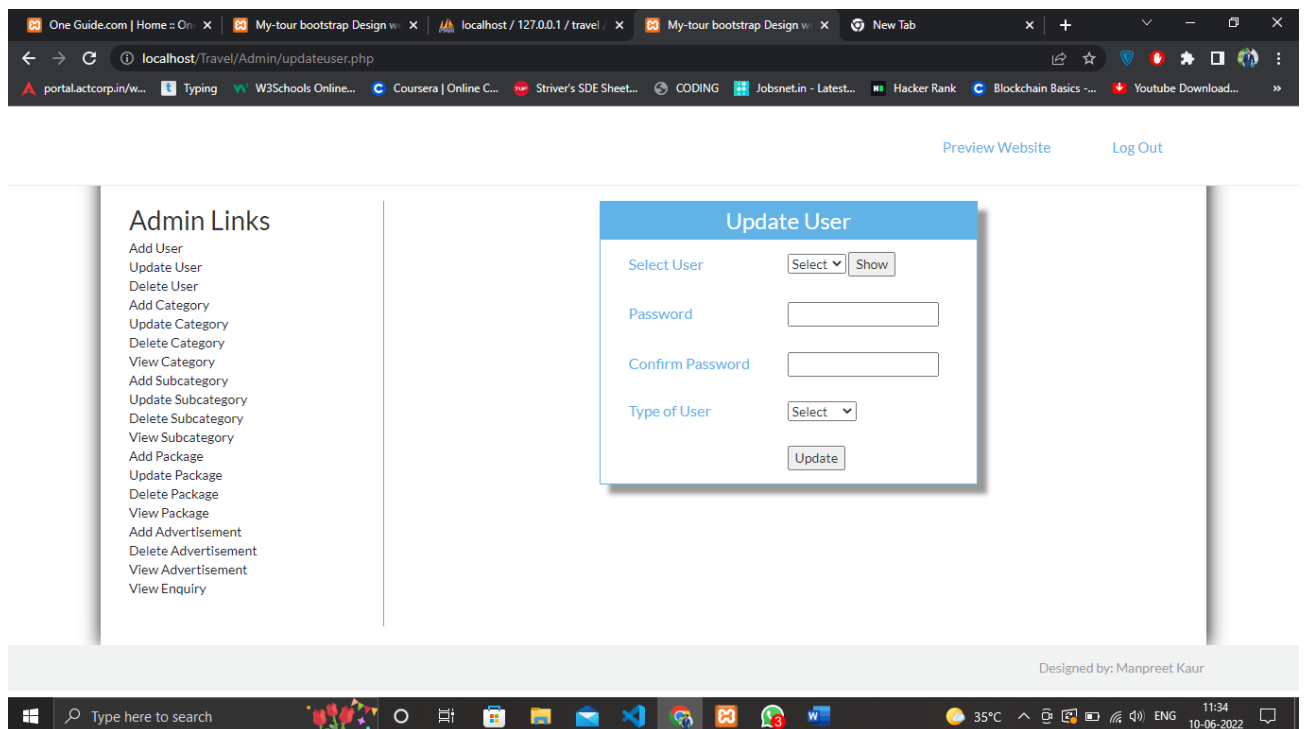 One Guide.com | Home :: On
My-tour bootstrap Design w
localhost / 127.0.0.1 / travel /
My-tour bootstrap Design w
New Tab
localhost/Travel/Admin/updateuser.php
portal.actcorp.in/w...
Typing
W3Schools Online...
Coursera | Online C...
Striver's SDE Sheet...
CODING
Jobsnet.in - Latest...
Hacker Rank
Blockchain Basics -...
Youtube Download...
»
Preview Website
Log Out
Admin Links
Add User
Update User
Delete User
Add Category
Update Category
Delete Category
View Category
Add Subcategory
Update Subcategory
Delete Subcategory
View Subcategory
Add Package
Update Package
Delete Package
View Package
Add Advertisement
Delete Advertisement
View Advertisement
View Enquiry
Update User
Select User Select Show
Password
Confirm Password
Type of User Select
Update
Designed by: Manpreet Kaur
Type here to search
3
35°C
ENG
11:34
10-06-2022